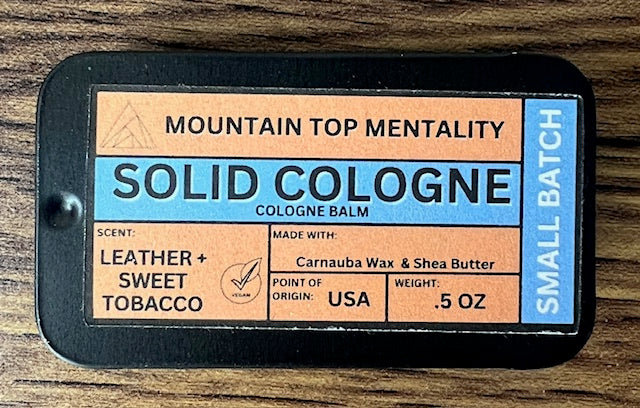 MOUNTAIN TOP MENTALITY
SOLID COLOGNE
COLOGNE BALM
SCENT:
LEATHER +
SWEET
TOBACCO
VEGAN
MADE WITH:
Carnauba Wax & Shea Butter
POINT OF
ORIGIN: USA
WEIGHT:
.5 OZ
SMALL BATCH